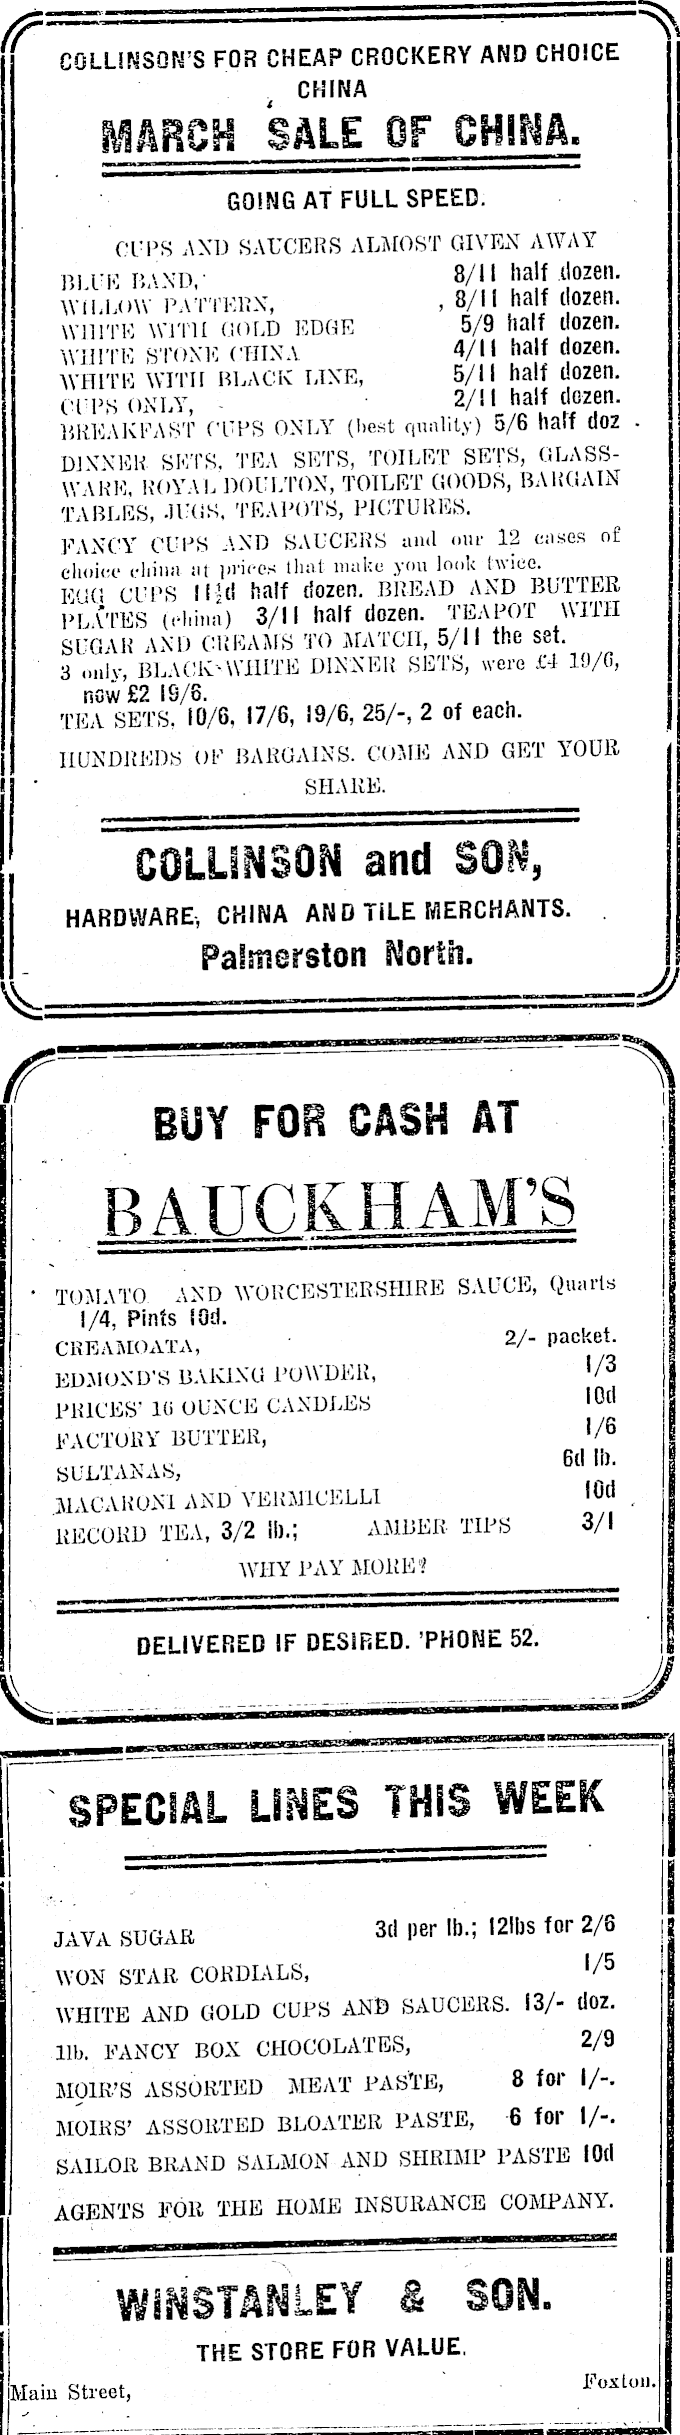 COLLINSON'S FOR CHEAP CROCKERY AND CHOICE
CHINA
MARCH SALE OF CHINA.
GOING AT FULL SPEED.
CUPS AND SAUCERS ALMOST GIVEN AWAY
BLUE BAND, 8/11 half dozen.
WILLOW PATTERN, 8/11 half dozen.
WHITE WITH GOLD EDGE 5/9 half dozen.
WHITE STONE CHINA 4/11 half dozen.
WHITE WITH BLACK LINE, 5/11 half dozen.
CUPS ONLY, 2/11 half dozen.
BREAKFAST CUPS ONLY (best quality) 5/6 half doz.
DINNER SETS, TEA SETS, TOILET SETS, GLASS-
WARE, ROYAL DOULTON, TOILET GOODS, BARGAIN
TABLES, JUGS, TEAPOTS, PICTURES.
FANCY CUPS AND SAUCERS and our 12 cases of
choice china at prices that make you look twice.
EGG CUPS 11½d half dozen. BREAD AND BUTTER
PLATES (china) 3/11 half dozen. TEAPOT WITH
SUGAR AND CREAMS TO MATCH, 5/11 the set.
3 only, BLACK-WHITE DINNER SETS, were £4 19/6,
now £2 19/6.
TEA SETS, 10/6, 17/6, 19/6, 25/-, 2 of each.
HUNDREDS OF BARGAINS. COME AND GET YOUR
SHARE.
COLLINSON and SON,
HARDWARE, CHINA AND TILE MERCHANTS.
Palmerston North.
BUY FOR CASH AT
BAUCKHAM'S
TOMATO AND WORCESTERSHIRE SAUCE, Quarts
1/4, Pints 10d.
CREAMOATA, 2/- packet.
EDMOND'S BAKING POWDER, 1/3
PRICES' 16 OUNCE CANDLES 10d
FACTORY BUTTER, 1/6
SULTANAS, 6d lb.
MACARONI AND VERMICELLI 10d
RECORD TEA, 3/2 lb.; AMBER TIPS 3/1
WHY PAY MORE?
DELIVERED IF DESIRED. 'PHONE 52.
SPECIAL LINES THIS WEEK
JAVA SUGAR 3d per lb.; 12lbs for 2/6
WON STAR CORDIALS, 1/5
WHITE AND GOLD CUPS AND SAUCERS. 13/- doz.
1lb. FANCY BOX CHOCOLATES, 2/9
MOIR'S ASSORTED MEAT PASTE, 8 for 1/-.
MOIRS' ASSORTED BLOATER PASTE, 6 for 1/-.
SAILOR BRAND SALMON AND SHRIMP PASTE 10d
AGENTS FOR THE HOME INSURANCE COMPANY.
WINSTANLEY & SON.
THE STORE FOR VALUE.
Main Street, Foxton.